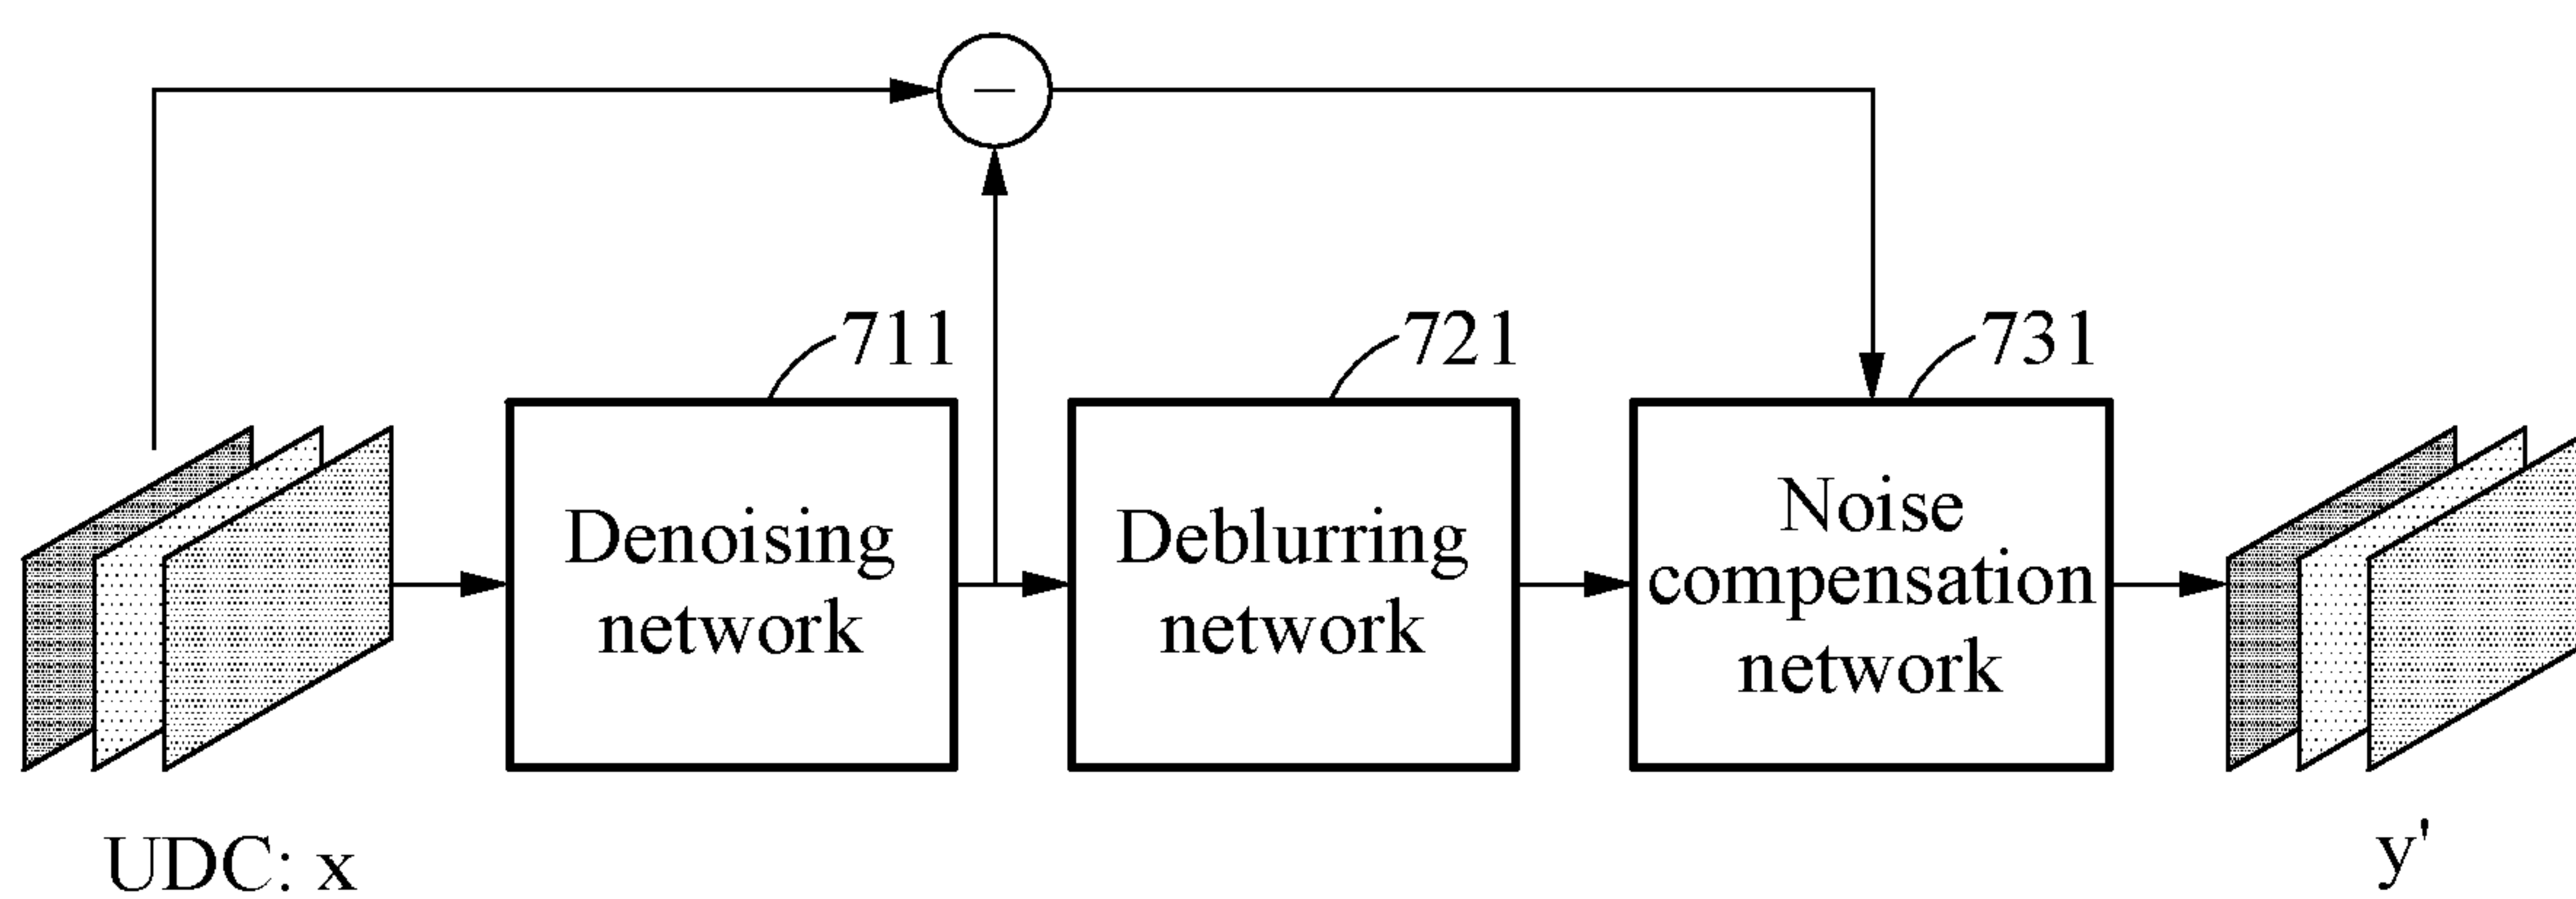 −
711
721
731
Denoising
network
Deblurring
network
Noise
compensation
network
UDC: x
y'